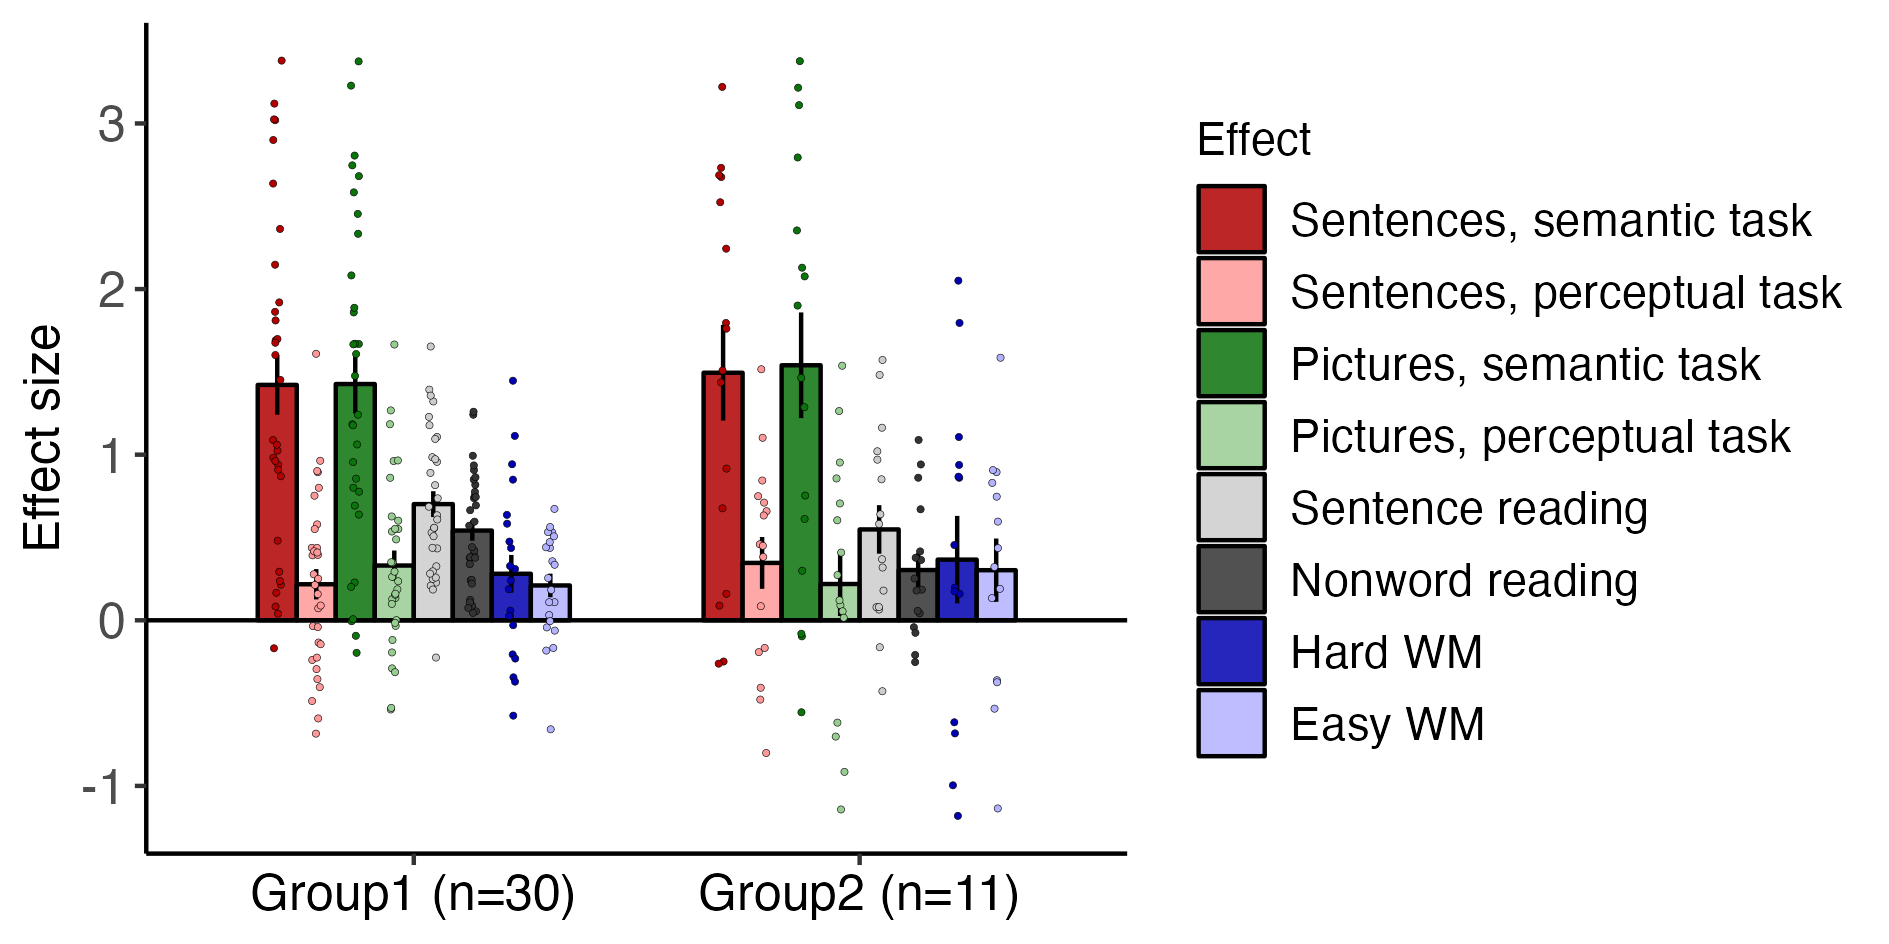 Effect size
3
2
1
0
-1
Group1 (n=30)
Group2 (n=11)
Effect
Sentences, semantic task
Sentences, perceptual task
Pictures, semantic task
Pictures, perceptual task
Sentence reading
Nonword reading
Hard WM
Easy WM